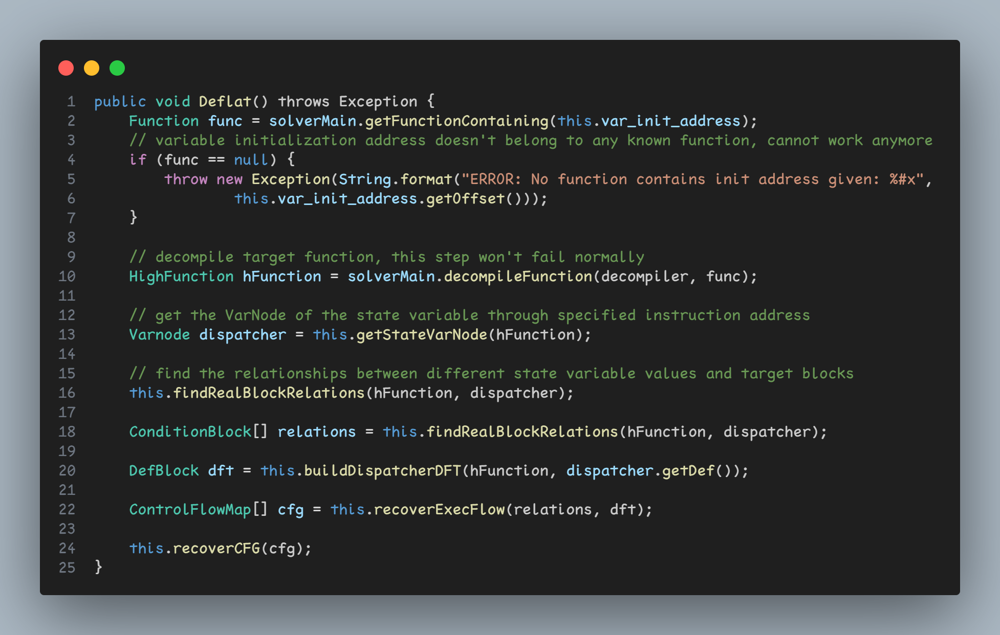 1 public void Deflat() throws Exception {
2     Function func = solverMain.getFunctionContaining(this.var_init_address);
3     // variable initialization address doesn't belong to any known function, cannot work anymore
4     if (func == null) {
5         throw new Exception(String.format("ERROR: No function contains init address given: %#x",
6                 this.var_init_address.getOffset()));
7     }
8
9     // decompile target function, this step won't fail normally
10     HighFunction hFunction = solverMain.decompileFunction(decompiler, func);
11
12     // get the VarNode of the state variable through specified instruction address
13     Varnode dispatcher = this.getStateVarNode(hFunction);
14
15     // find the relationships between different state variable values and target blocks
16     this.findRealBlockRelations(hFunction, dispatcher);
17
18     ConditionBlock[] relations = this.findRealBlockRelations(hFunction, dispatcher);
19
20     DefBlock dft = this.buildDispatcherDFT(hFunction, dispatcher.getDef());
21
22     ControlFlowMap[] cfg = this.recoverExecFlow(relations, dft);
23
24     this.recoverCFG(cfg);
25 }